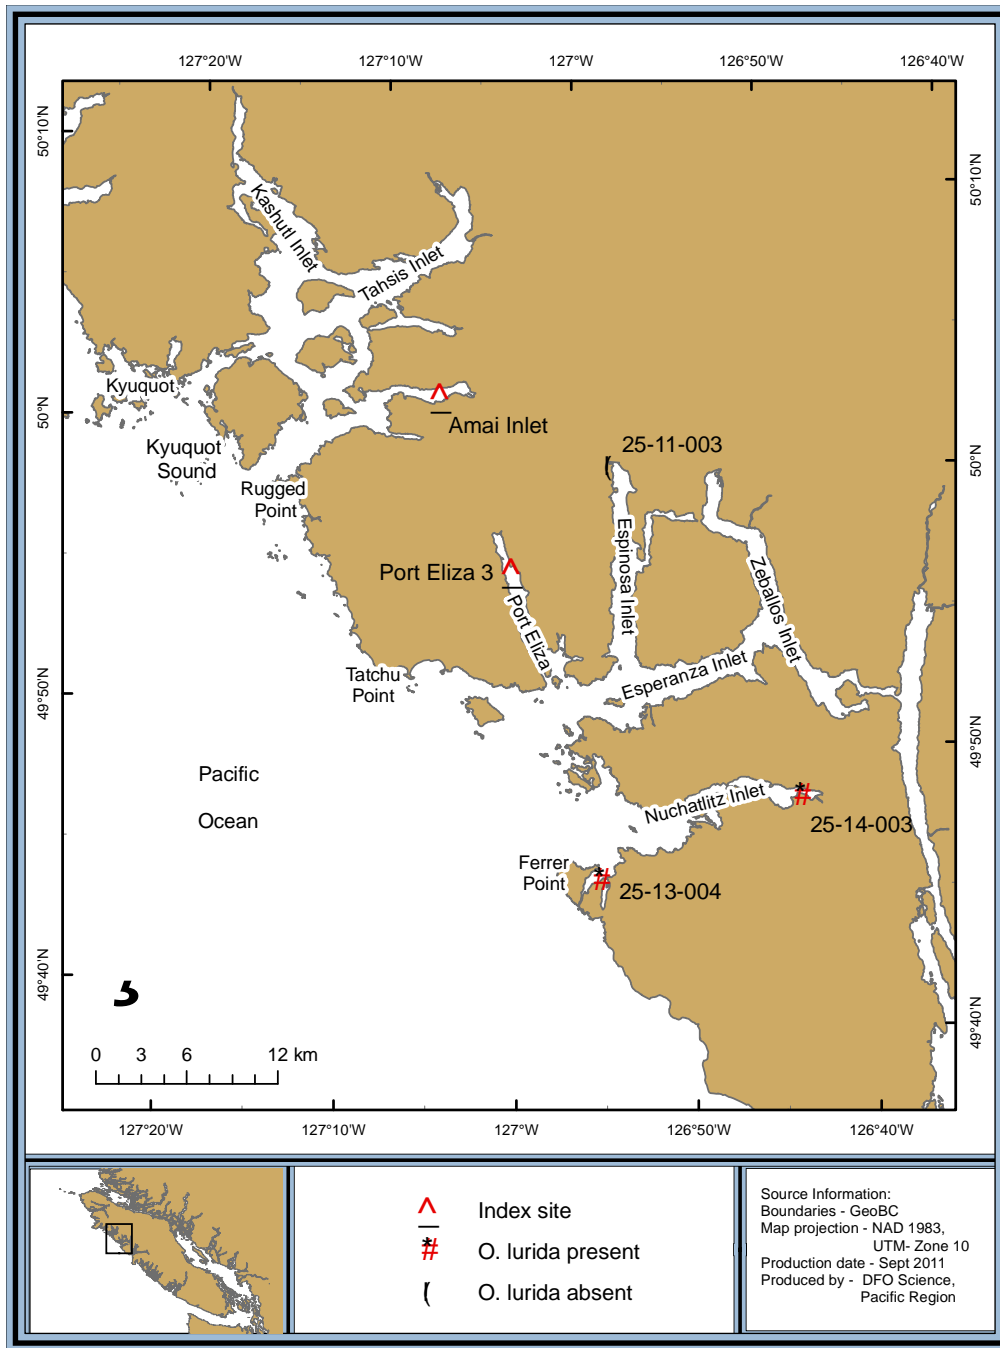 127°20'W 127°10'W 127°W 126°50'W 126°40'W
50°10'N
50°10'N
Kashutl Inlet
Tahsis Inlet
Kyuquot
50°N
Amai Inlet
Kyuquot
Sound
25-11-003
50°N
Rugged
Point
Espinosa Inlet
Port Eliza 3
Port Eliza
Zeballos Inlet
Tatchu
Point
Esperanza Inlet
49°50'N
49°50'N
Pacific
Ocean
Nuchatlitz Inlet
25-14-003
Ferrer
Point
25-13-004
49°40'N
49°40'N
0 3 6 12 km
127°20'W 127°10'W 127°W 126°50'W 126°40'W
^ Index site
*# O. lurida present
( O. lurida absent
Source Information:
Boundaries - GeoBC
Map projection - NAD 1983,
UTM- Zone 10
Production date - Sept 2011
Produced by - DFO Science,
Pacific Region